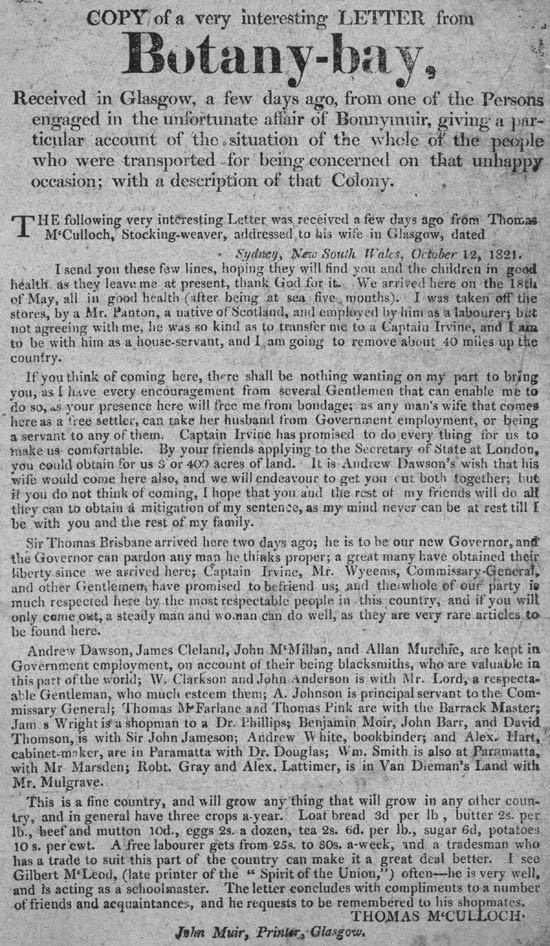 COPY of a very interesting LETTER from
Botany-bay,
Received in Glasgow, a few days ago, from one of the Persons
engaged in the unfortunate affair of Bonnymuir, giving a par-
ticular account of the situation of the whole of the people
who were transported for being concerned on that unhappy
occasion; with a description of that Colony.
THE following very interesting Letter was received a few days ago from Thomas
McCulloch, Stocking-weaver, addressed to his wife in Glasgow, dated
Sydney, New South Wales, October 12, 1821.
I send you these few lines, hoping they will find you and the children in good
health as they leave me at present, thank God for it. We arrived here on the 18th
of May, all in good health (after being at sea five months). I was taken off the
stores, by a Mr. Panton, a native of Scotland, and employed by him as a labourer; but
not agreeing with me, he was so kind as to transfer me to a Captain Irvine, and I am
to be with him as a house-servant, and I am going to remove about 40 miles up the
country.
If you think of coming here, there shall be nothing wanting on my part to bring
you, as I have every encouragement from several Gentlemen that can enable me to
do so, as your presence here will free me from bondage; as any man's wife that comes
here as a free settler, can take her husband from Government employment, or being
a servant to any of them. Captain Irvine has promised to do every thing for us to
make us comfortable. By your friends applying to the Secretary of State at London,
you could obtain for us 3 or 400 acres of land. It is Andrew Dawson's wish that his
wife would come here also, and we will endeavour to get you out both together; but
if you do not think of coming, I hope that you and the rest of my friends will do all
they can to obtain a mitigation of my sentence, as my mind never can be at rest till I
be with you and the rest of my family.
Sir Thomas Brisbane arrived here two days ago; he is to be our new Governor, and
the Governor can pardon any man he thinks proper; a great many have obtained their
liberty since we arrived here; Captain Irvine, Mr. Wyeems, Commissary-General,
and other Gentlemen, have promised to befriend us; and the whole of our party is
much respected here by the most respectable people in this country, and if you will
only come out, a steady man and woman can do well, as they are very rare articles to
be found here.
Andrew Dawson, James Cleland, John McMillan, and Allan Murchie, are kept in
Government employment, on account of their being blacksmiths, who are valuable in
this part of the world; W. Clarkson and John Anderson is with Mr. Lord, a respecta-
able Gentleman, who much esteem them; A. Johnson is principal servant to the Com-
missary General; Thomas McFarlane and Thomas Pink are with the Barrack Master;
James Wright is a shopman to a Dr. Phillips; Benjamin Moir, John Barr, and David
Thomson, is with Sir John Jameson; Andrew White, bookbinder; and Alex. Hart,
cabinet-maker, are in Paramatta with Dr. Douglas; Wm. Smith is also at Paramatta,
with Mr Marsden; Robt. Gray and Alex. Lattimer, is in Van Dieman's Land with
Mr. Mulgrave.
This is a fine country, and will grow any thing that will grow in any other coun-
try, and in general have three crops a-year. Loaf bread 3d per lb, butter 2s. per
lb., beef and mutton 10d., eggs 2s. a dozen, tea 2s. 6d. per lb., sugar 6d, potatoes
10s. per cwt. A free labourer gets from 25s. to 30s. a-week, and a tradesman who
has a trade to suit this part of the country can make it a great deal better. I see
Gilbert McLeod, (late printer of the "Spirit of the Union,") often—he is very well,
and is acting as a schoolmaster. The letter concludes with compliments to a number
of friends and acquaintances, and he requests to be remembered to his shopmates.
THOMAS McCULLOCH.
John Muir, Printer, Glasgow.